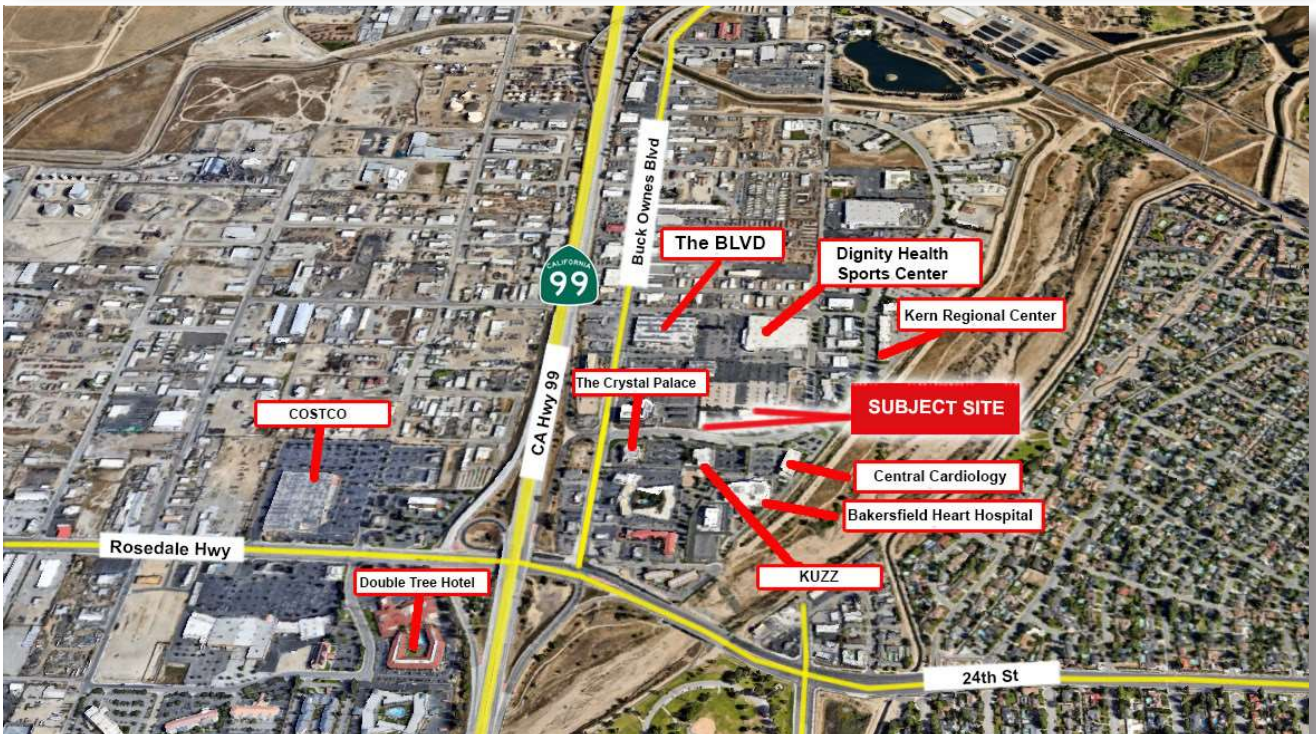 Buck Ownes Blvd
The BLVD
Dignity Health
Sports Center
CALIFORNIA
99
Kern Regional Center
The Crystal Palace
SUBJECT SITE
COSTCO
CA Hwy 99
Central Cardiology
Bakersfield Heart Hospital
Rosedale Hwy
KUZZ
Double Tree Hotel
24th St